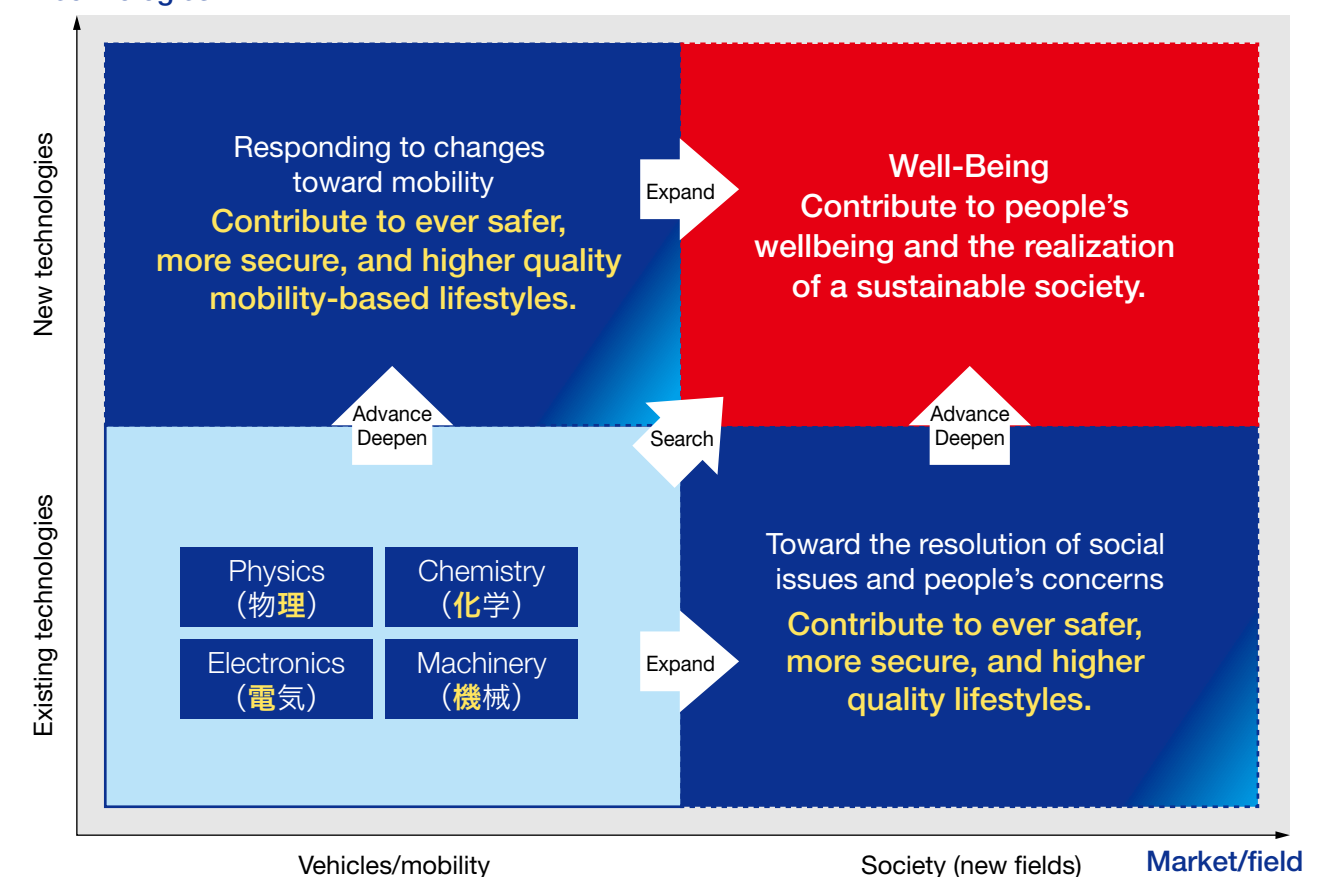 New technologies
Existing technologies
Responding to changes
toward mobility
Contribute to ever safer,
more secure, and higher quality
mobility-based lifestyles.
Expand
Well-Being
Contribute to people's
wellbeing and the realization
of a sustainable society.
Advance
Deepen
Search
Advance
Deepen
Physics
（物理）
Chemistry
（化学）
Electronics
（電気）
Machinery
（機械）
Expand
Toward the resolution of social
issues and people's concerns
Contribute to ever safer,
more secure, and higher
quality lifestyles.
Vehicles/mobility
Society (new fields)
Market/field